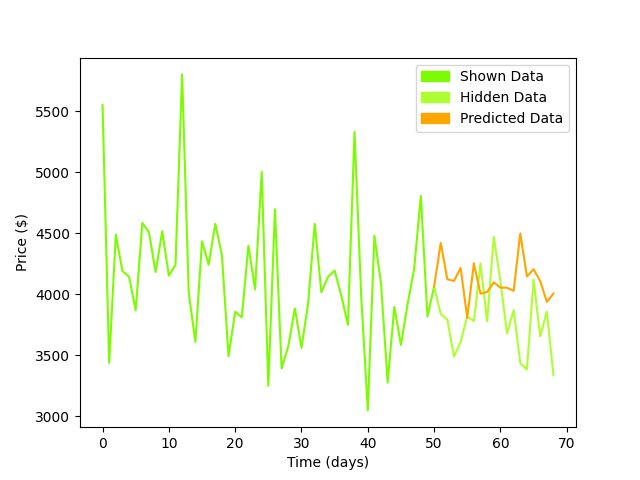 Shown Data
Hidden Data
Predicted Data
5500
5000
4500
4000
3500
3000
Price ($)
0 10 20 30 40 50 60 70
Time (days)